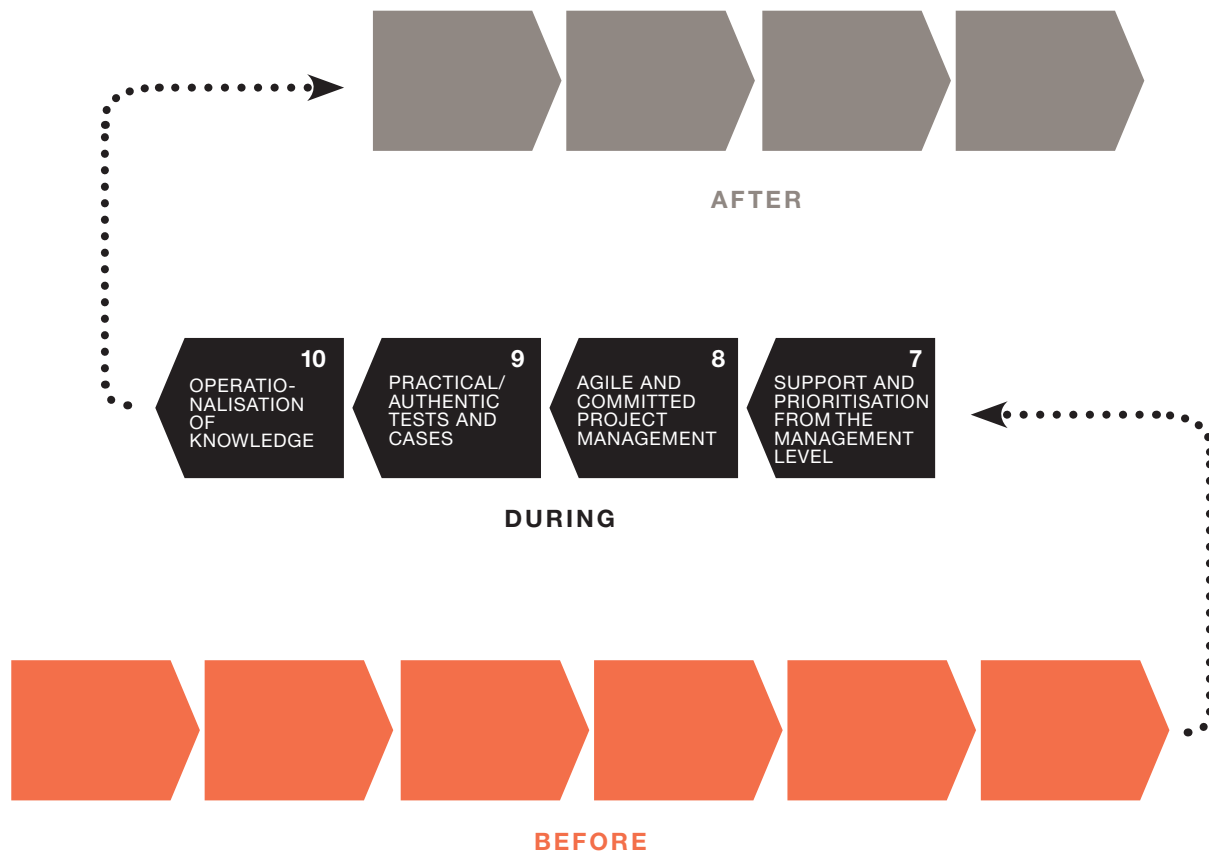 AFTER
10
OPERATIO-
NALISATION
OF
KNOWLEDGE
9
PRACTICAL/
AUTHENTIC
TESTS AND
CASES
8
AGILE AND
COMMITTED
PROJECT
MANAGEMENT
7
SUPPORT AND
PRIORITISATION
FROM THE
MANAGEMENT
LEVEL
DURING
BEFORE